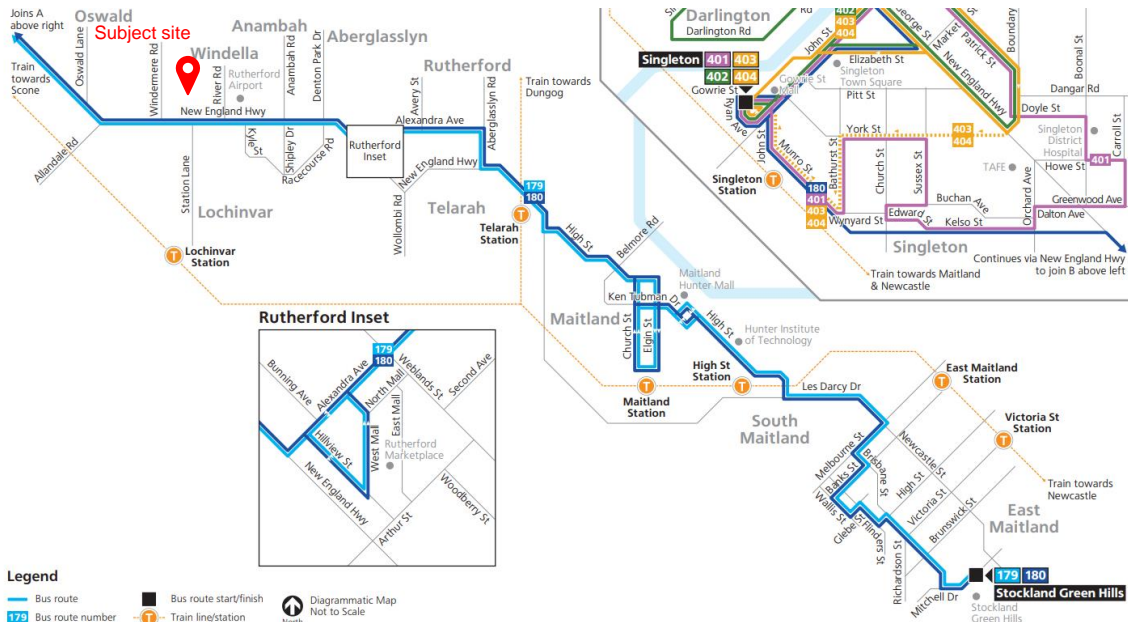 Joins A
above right
Oswald
Subject site
Anambah
Windella
Aberglasslyn
Rutherford
Train
towards
Scone
Oswald Lane
Windermere Rd
River Rd
Rutherford
Airport
Anambah Rd
Denton Park Dr
New England Hwy
Avery St
Alexandra Ave
Aberglasslyn Rd
Train towards
Dungog
Allandale Rd
Station Lane
Kyle St
Shipley Dr
Racecourse Rd
Rutherford
Inset
New England Hwy
Wollombi Rd
Lochinvar
Telarah
179
180
T
Telarah
Station
T
Lochinvar
Station
High St
Belmore Rd
Maitland
Hunter Mall
Ken Tubman Dr
Maitland
Church St
Elgin St
High St
Hunter Institute
of Technology
High St
Station
T
Maitland
Station
T
Les Darcy Dr
South
Maitland
East Maitland
Station
T
Victoria St
Station
T
Train towards
Newcastle
Melbourne St
Banks St
Brisbane St
Wallis St
Glebe St
Flinders St
Newcastle St
High St
Victoria St
Brunswick St
Richardson St
East
Maitland
Mitchell Dr
179 180
Stockland Green Hills
Stockland
Green Hills
Darlington
Darlington Rd
Rd
402
403
404
John St
George St
Market St
Patrick St
Boundary
Singleton 401 403
402 404
Gowrie St
Gowrie St
Mall
Singleton
Town Square
Elizabeth St
Pitt St
New England Hwy
Boonal St
Dangar Rd
Doyle St
Ryan Ave
John St
Munro St
York St
403
404
Bathurst St
Church St
Sussex St
Singleton
District
Hospital
Carroll St
401
Howe St
TAFE
Singleton
Station
T
180
401
403
404
Wynyard St
Edward St
Buchan Ave
Kelso St
Orchard Ave
Greenwood Ave
Dalton Ave
Singleton
Continues via New England Hwy
to join B above left
Train towards Maitland
& Newcastle
Rutherford Inset
179
180
Bunning Ave
Alexandra Ave
Weblands St
Second Ave
North Mall
East Mall
West Mall
Hillview St
Rutherford
Marketplace
New England Hwy
Arthur St
Woodberry St
Legend
Bus route
Bus route start/finish
Diagrammatic Map
Not to Scale
North
179 Bus route number
T Train line/station